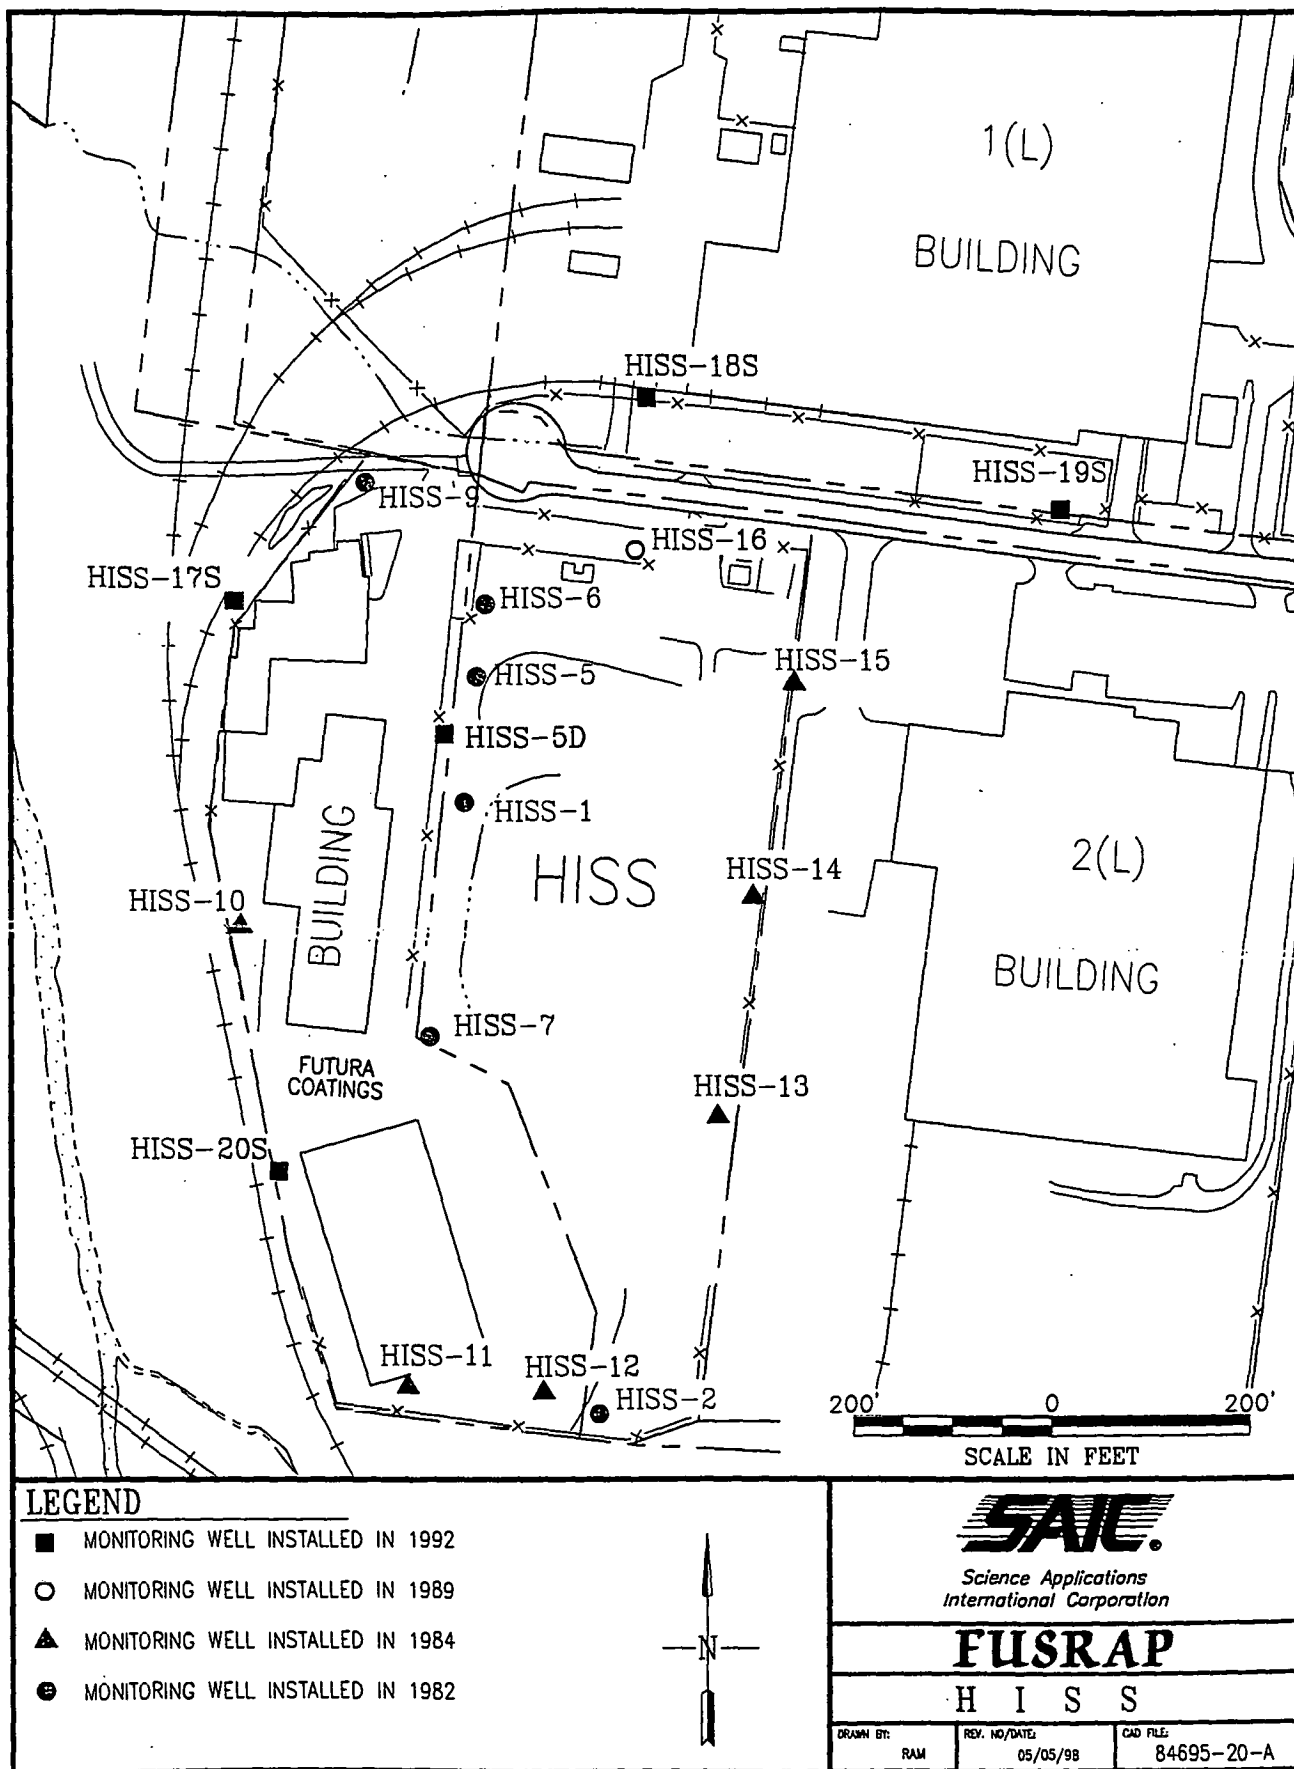 1(L)
BUILDING
HISS-18S
HISS-19S
HISS-9
HISS-16
HISS-17S
HISS-6
HISS-15
HISS-5
HISS-5D
HISS-1
BUILDING
HISS
HISS-14
2(L)
HISS-10
BUILDING
HISS-7
FUTURA
COATINGS
HISS-13
HISS-20S
HISS-11
HISS-12
HISS-2
200' 0 200'
SCALE IN FEET
LEGEND
MONITORING WELL INSTALLED IN 1992
MONITORING WELL INSTALLED IN 1989
MONITORING WELL INSTALLED IN 1984
MONITORING WELL INSTALLED IN 1982
N
SAIC.
Science Applications
International Corporation
FUSRAP
H I S S
DRAWN BY: REV. NO/DATE: CAD FILE:
RAM 05/05/98 84695-20-A